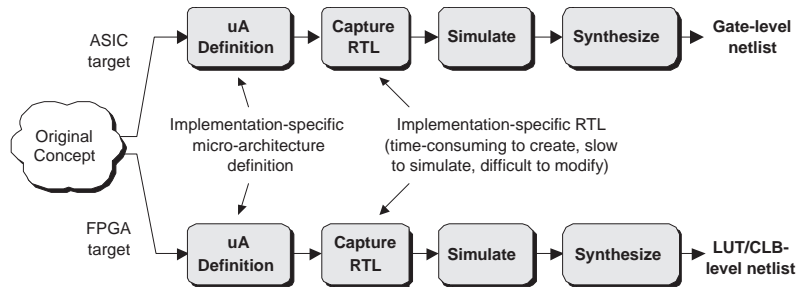 ASIC
target
uA
Definition
Capture
RTL
Simulate
Synthesize
Gate-level
netlist
Original
Concept
Implementation-specific
micro-architecture
definition
Implementation-specific RTL
(time-consuming to create, slow
to simulate, difficult to modify)
FPGA
target
uA
Definition
Capture
RTL
Simulate
Synthesize
LUT/CLB-
level netlist